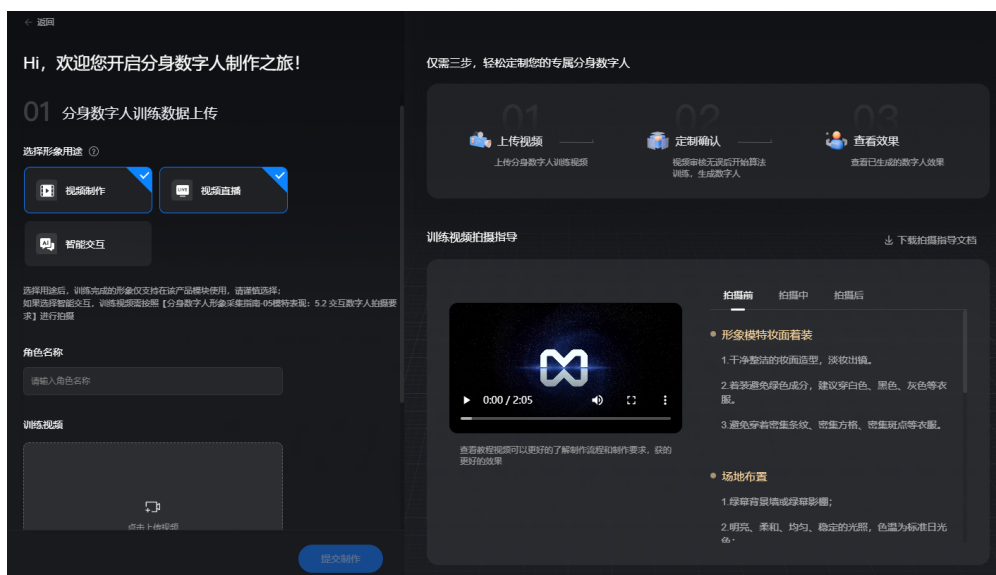 ← 返回
Hi，欢迎您开启分身数字人制作之旅！
01 分身数字人训练数据上传
选择形象用途
视频制作
LIVE 视频直播
AI 智能交互
选择用途后，训练完成的形象仅支持在该产品模块使用，请谨慎选择；
如果选择智能交互，训练视频需按照【分身数字人形象采集指南-05模特表现：5.2 交互数字人拍摄要
求】进行拍摄
角色名称
请输入角色名称
训练视频
点击上传视频
提交制作
仅需三步，轻松定制您的专属分身数字人
01
上传视频
上传分身数字人训练视频
02
定制确认
视频审核无误后开始算法
训练，生成数字人
03
查看效果
查看已生成的数字人效果
训练视频拍摄指导
下载拍摄指导文档
0:00 / 2:05
查看教程视频可以更好的了解制作流程和制作要求，获的
更好的效果
拍摄前 拍摄中 拍摄后
形象模特妆面着装
1.干净整洁的妆面造型，淡妆出镜。
2.着装避免绿色成分，建议穿白色、黑色、灰色等衣
服。
3.避免穿着密集条纹、密集方格、密集斑点等衣服。
场地布置
1.绿幕背景墙或绿幕影棚；
2.明亮、柔和、均匀、稳定的光照，色温为标准日光
色；